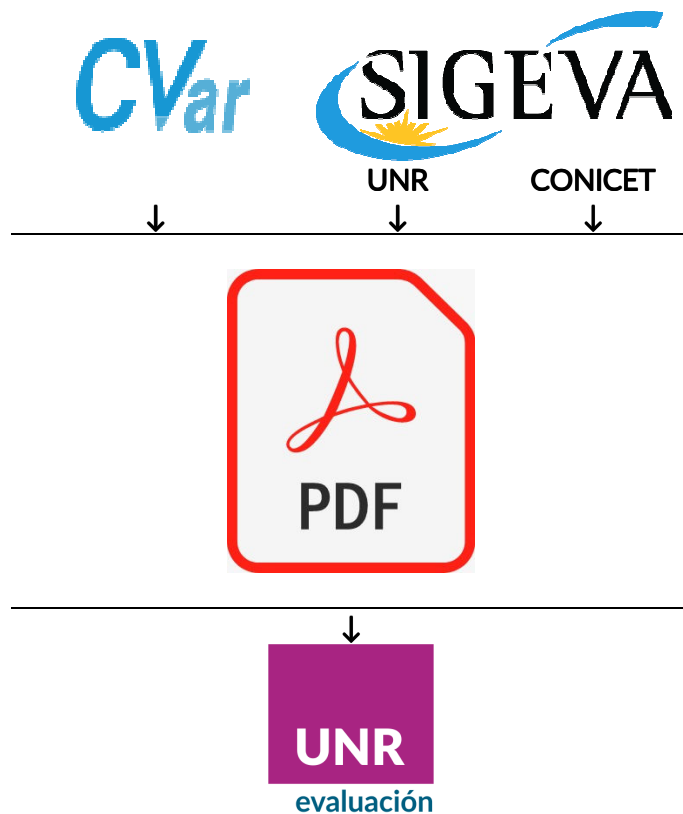 CVar
SIGEVA
UNR
CONICET
PDF
UNR
evaluación